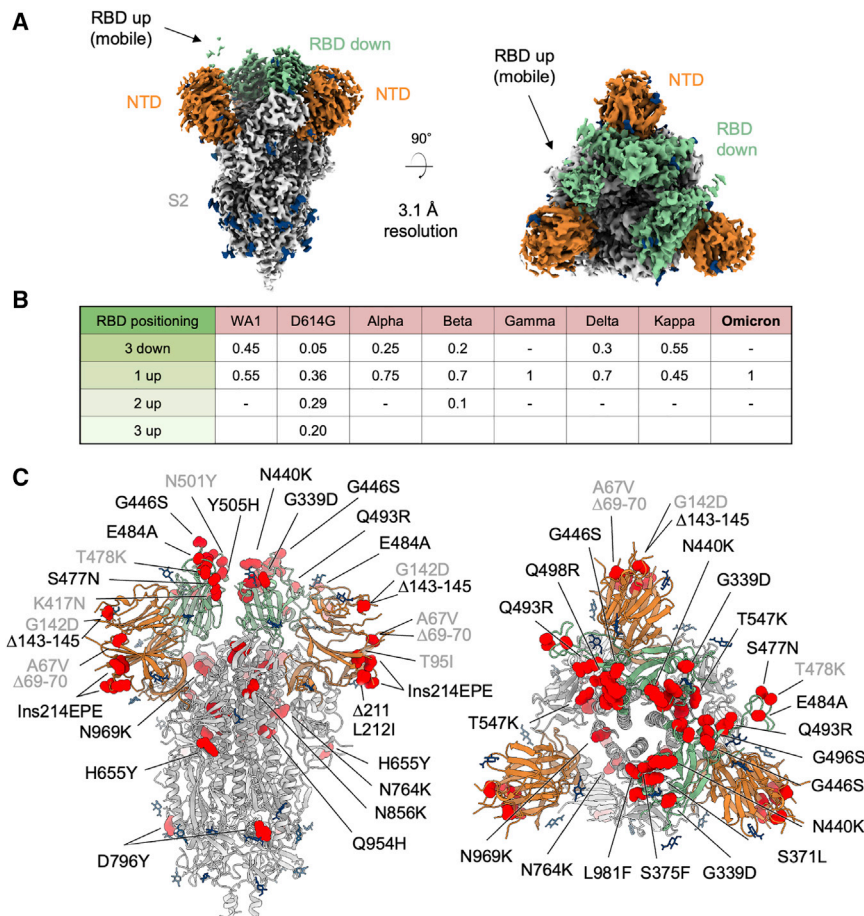 A
RBD up
(mobile)
RBD down
NTD
NTD
S2
90°
3.1 Å
resolution
RBD up
(mobile)
NTD
RBD
down
B
RBD positioning WA1 D614G Alpha Beta Gamma Delta Kappa Omicron
3 down 0.45 0.05 0.25 0.2 - 0.3 0.55 -
1 up 0.55 0.36 0.75 0.7 1 0.7 0.45 1
2 up - 0.29 - 0.1 - - - -
3 up 0.20
C
N501Y
Y505H
N440K
G339D
G446S
G446S
E484A
T478K
S477N
K417N
G142D
Δ143-145
A67V
Δ69-70
Ins214EPE
N969K
H655Y
D796Y
Q493R
E484A
G142D
Δ143-145
A67V
Δ69-70
T95I
Ins214EPE
Δ211
L212I
H655Y
N764K
N856K
Q954H
A67V
Δ69-70
G142D
Δ143-145
G446S
N440K
Q498R
G339D
Q493R
T547K
S477N
T478K
E484A
T547K
Q493R
G496S
G446S
N440K
N969K
S371L
N764K
L981F
S375F
G339D